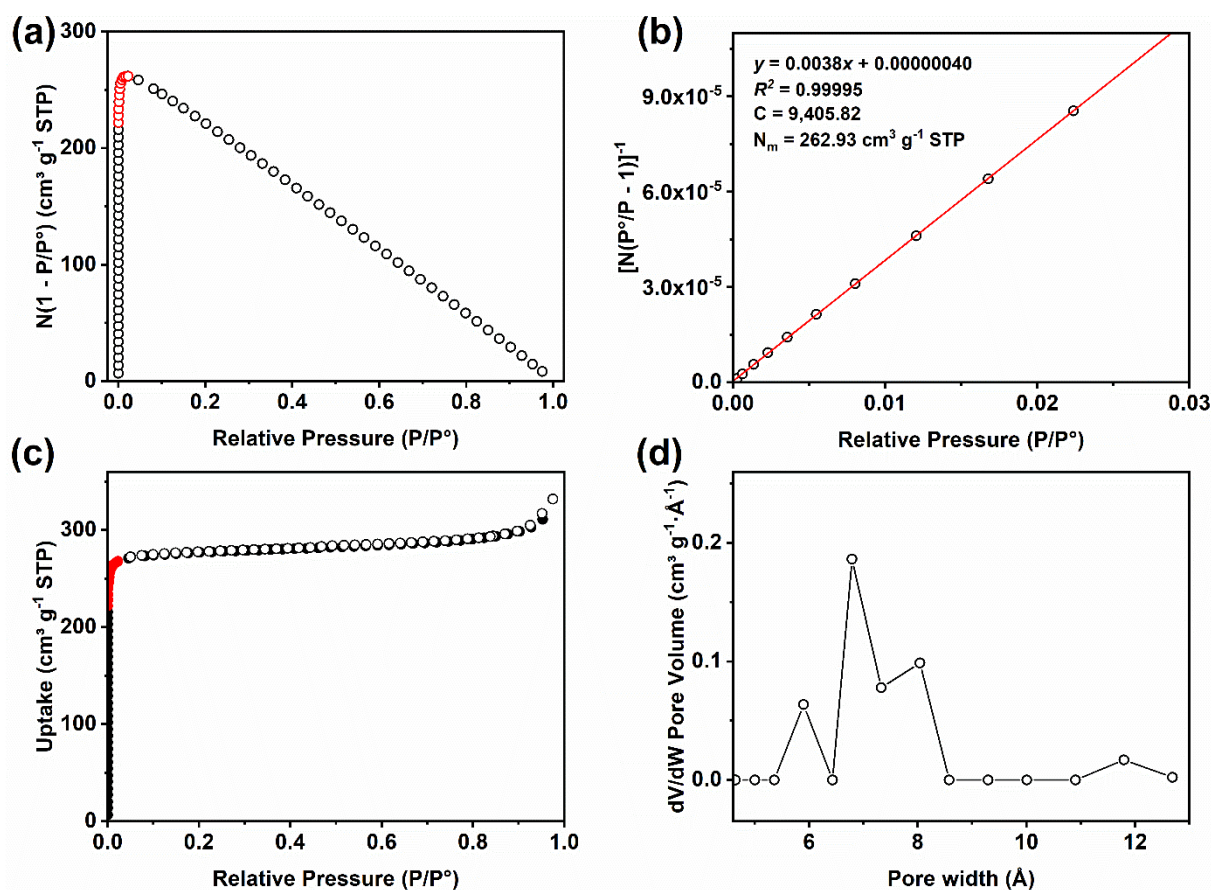 (a)
300
200
100
0
N(1 - P/P°) (cm³ g⁻¹ STP)
0.0 0.2 0.4 0.6 0.8 1.0
Relative Pressure (P/P°)
(b)
y = 0.0038x + 0.00000040
R² = 0.99995
C = 9,405.82
Nₘ = 262.93 cm³ g⁻¹ STP
9.0x10⁻⁵
6.0x10⁻⁵
3.0x10⁻⁵
0.0
[N(P°/P - 1)]⁻¹
0.00 0.01 0.02 0.03
Relative Pressure (P/P°)
(c)
300
200
100
0
Uptake (cm³ g⁻¹ STP)
0.0 0.2 0.4 0.6 0.8 1.0
Relative Pressure (P/P°)
(d)
0.2
0.1
0.0
dV/dW Pore Volume (cm³ g⁻¹·Å⁻¹)
6 8 10 12
Pore width (Å)